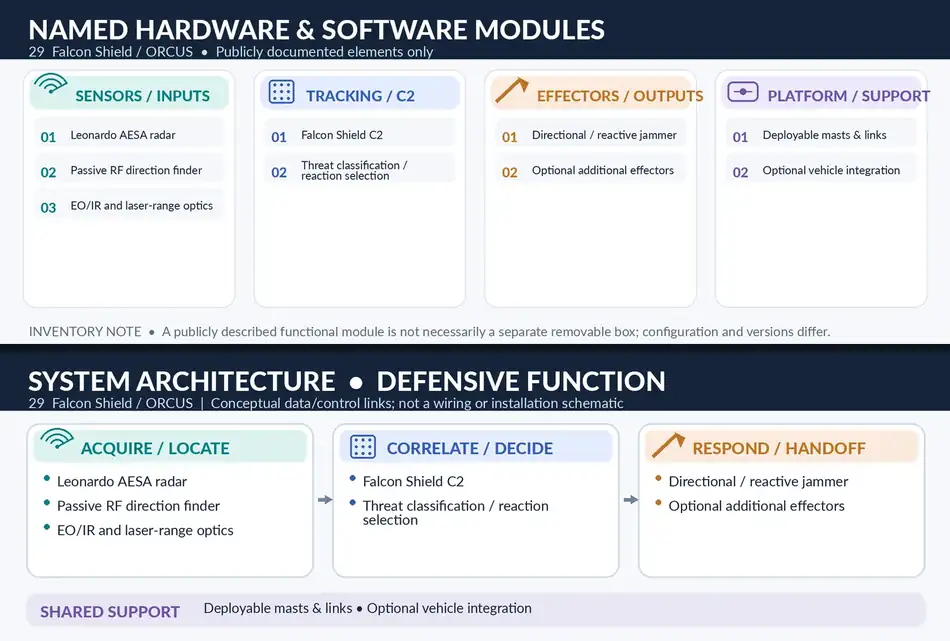 NAMED HARDWARE & SOFTWARE MODULES
29 Falcon Shield / ORCUS • Publicly documented elements only
SENSORS / INPUTS
01 Leonardo AESA radar
02 Passive RF direction finder
03 EO/IR and laser-range optics
TRACKING / C2
01 Falcon Shield C2
02 Threat classification /
reaction selection
EFFECTORS / OUTPUTS
01 Directional / reactive jammer
02 Optional additional effectors
PLATFORM / SUPPORT
01 Deployable masts & links
02 Optional vehicle integration
INVENTORY NOTE • A publicly described functional module is not necessarily a separate removable box; configuration and versions differ.
SYSTEM ARCHITECTURE • DEFENSIVE FUNCTION
29 Falcon Shield / ORCUS | Conceptual data/control links; not a wiring or installation schematic
ACQUIRE / LOCATE
• Leonardo AESA radar
• Passive RF direction finder
• EO/IR and laser-range optics
CORRELATE / DECIDE
• Falcon Shield C2
• Threat classification / reaction
selection
RESPOND / HANDOFF
• Directional / reactive jammer
• Optional additional effectors
SHARED SUPPORT Deployable masts & links • Optional vehicle integration